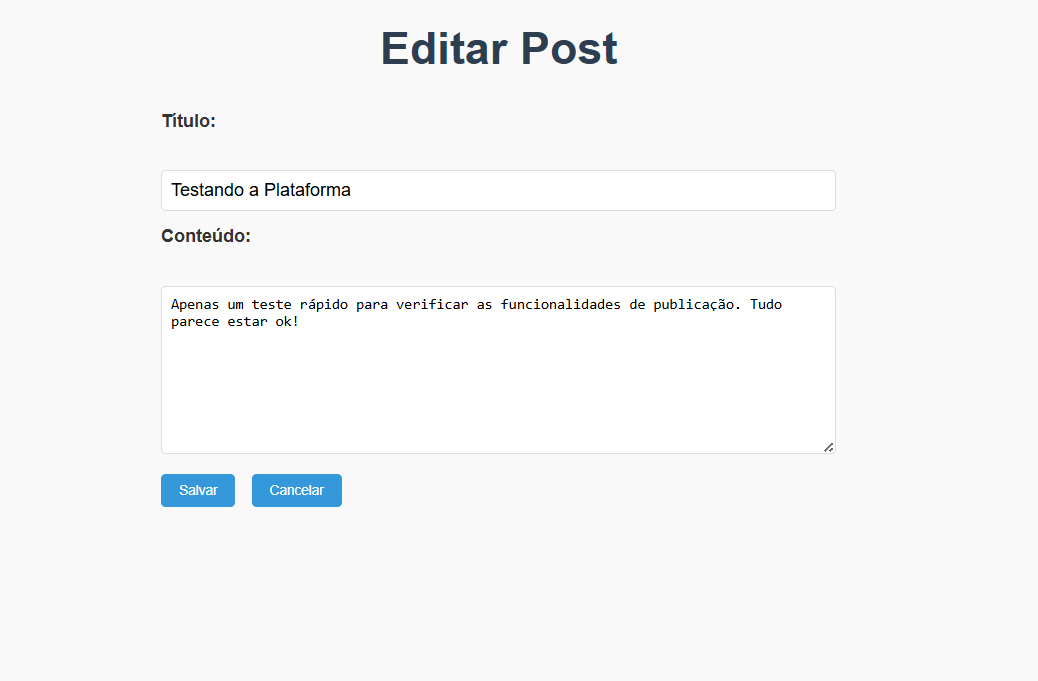 Editar Post
Título:
Testando a Plataforma
Conteúdo:
Apenas um teste rápido para verificar as funcionalidades de publicação. Tudo
parece estar ok!
Salvar Cancelar